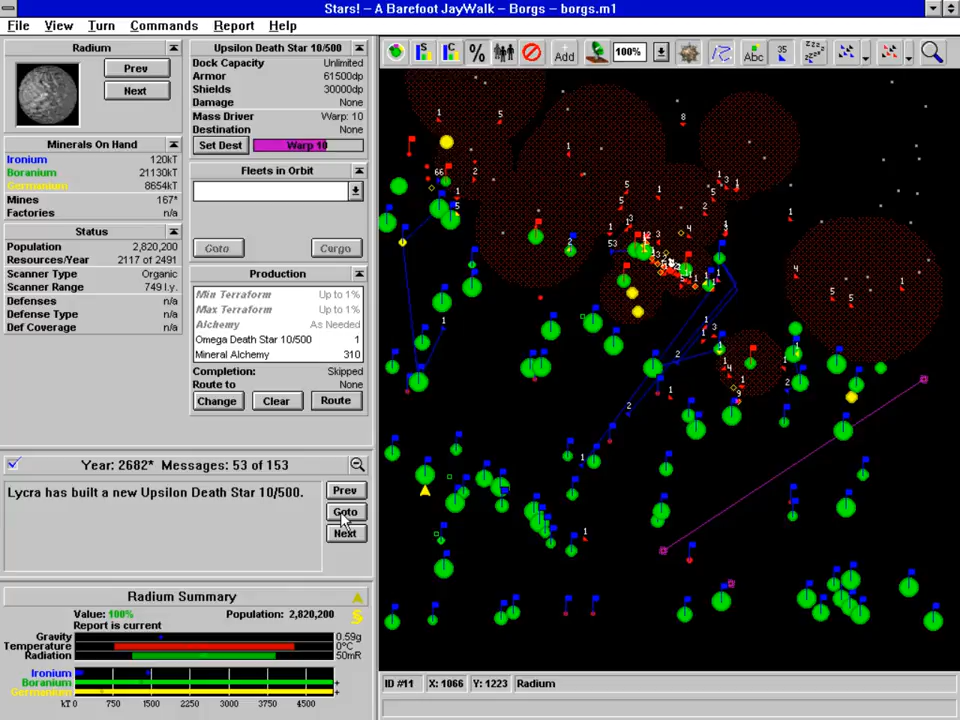 Stars! – A Barefoot JayWalk – Borgs – borgs.m1
File View Turn Commands Report Help
Radium
Prev
Next
Minerals On Hand
Ironium 120kT
Boranium 21130kT
Germanium 8654kT
Mines 167*
Factories n/a
Status
Population 2,820,200
Resources/Year 2117 of 2491
Scanner Type Organic
Scanner Range 749 l.y.
Defenses n/a
Defense Type n/a
Def Coverage n/a
Upsilon Death Star 10/500
Dock Capacity Unlimited
Armor 61500dp
Shields 30000dp
Damage None
Mass Driver Warp: 10
Destination None
Set Dest Warp 10
Fleets in Orbit
Goto Cargo
Production
Min Terraform Up to 1%
Max Terraform Up to 1%
Alchemy As Needed
Omega Death Star 10/500 1
Mineral Alchemy 310
Completion: Skipped
Route to None
Change Clear Route
% Add 100% Abc 35 zzz
Year: 2682* Messages: 53 of 153
Lycra has built a new Upsilon Death Star 10/500.
Prev
Goto
Next
Radium Summary
Value: 100% Population: 2,820,200
Report is current
Gravity 0.59g
Temperature 0°C
Radiation 50mR
Ironium
Boranium
Germanium
kT 0 750 1500 2250 3000 3750 4500
ID #11 X: 1066 Y: 1223 Radium